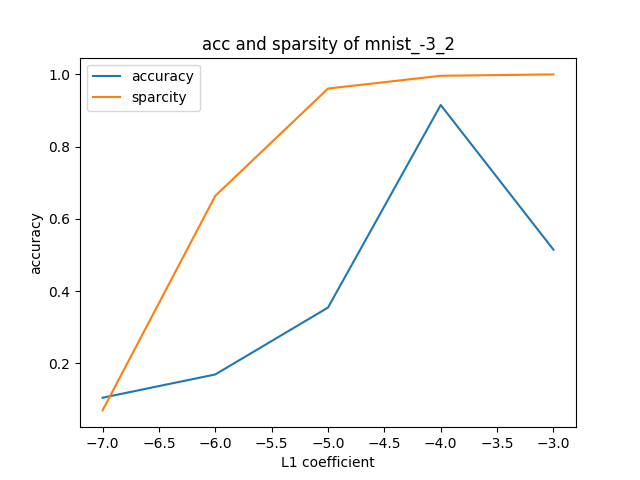 acc and sparsity of mnist_-3_2
accuracy
sparcity
1.0
0.8
0.6
0.4
0.2
accuracy
−7.0 −6.5 −6.0 −5.5 −5.0 −4.5 −4.0 −3.5 −3.0
L1 coefficient